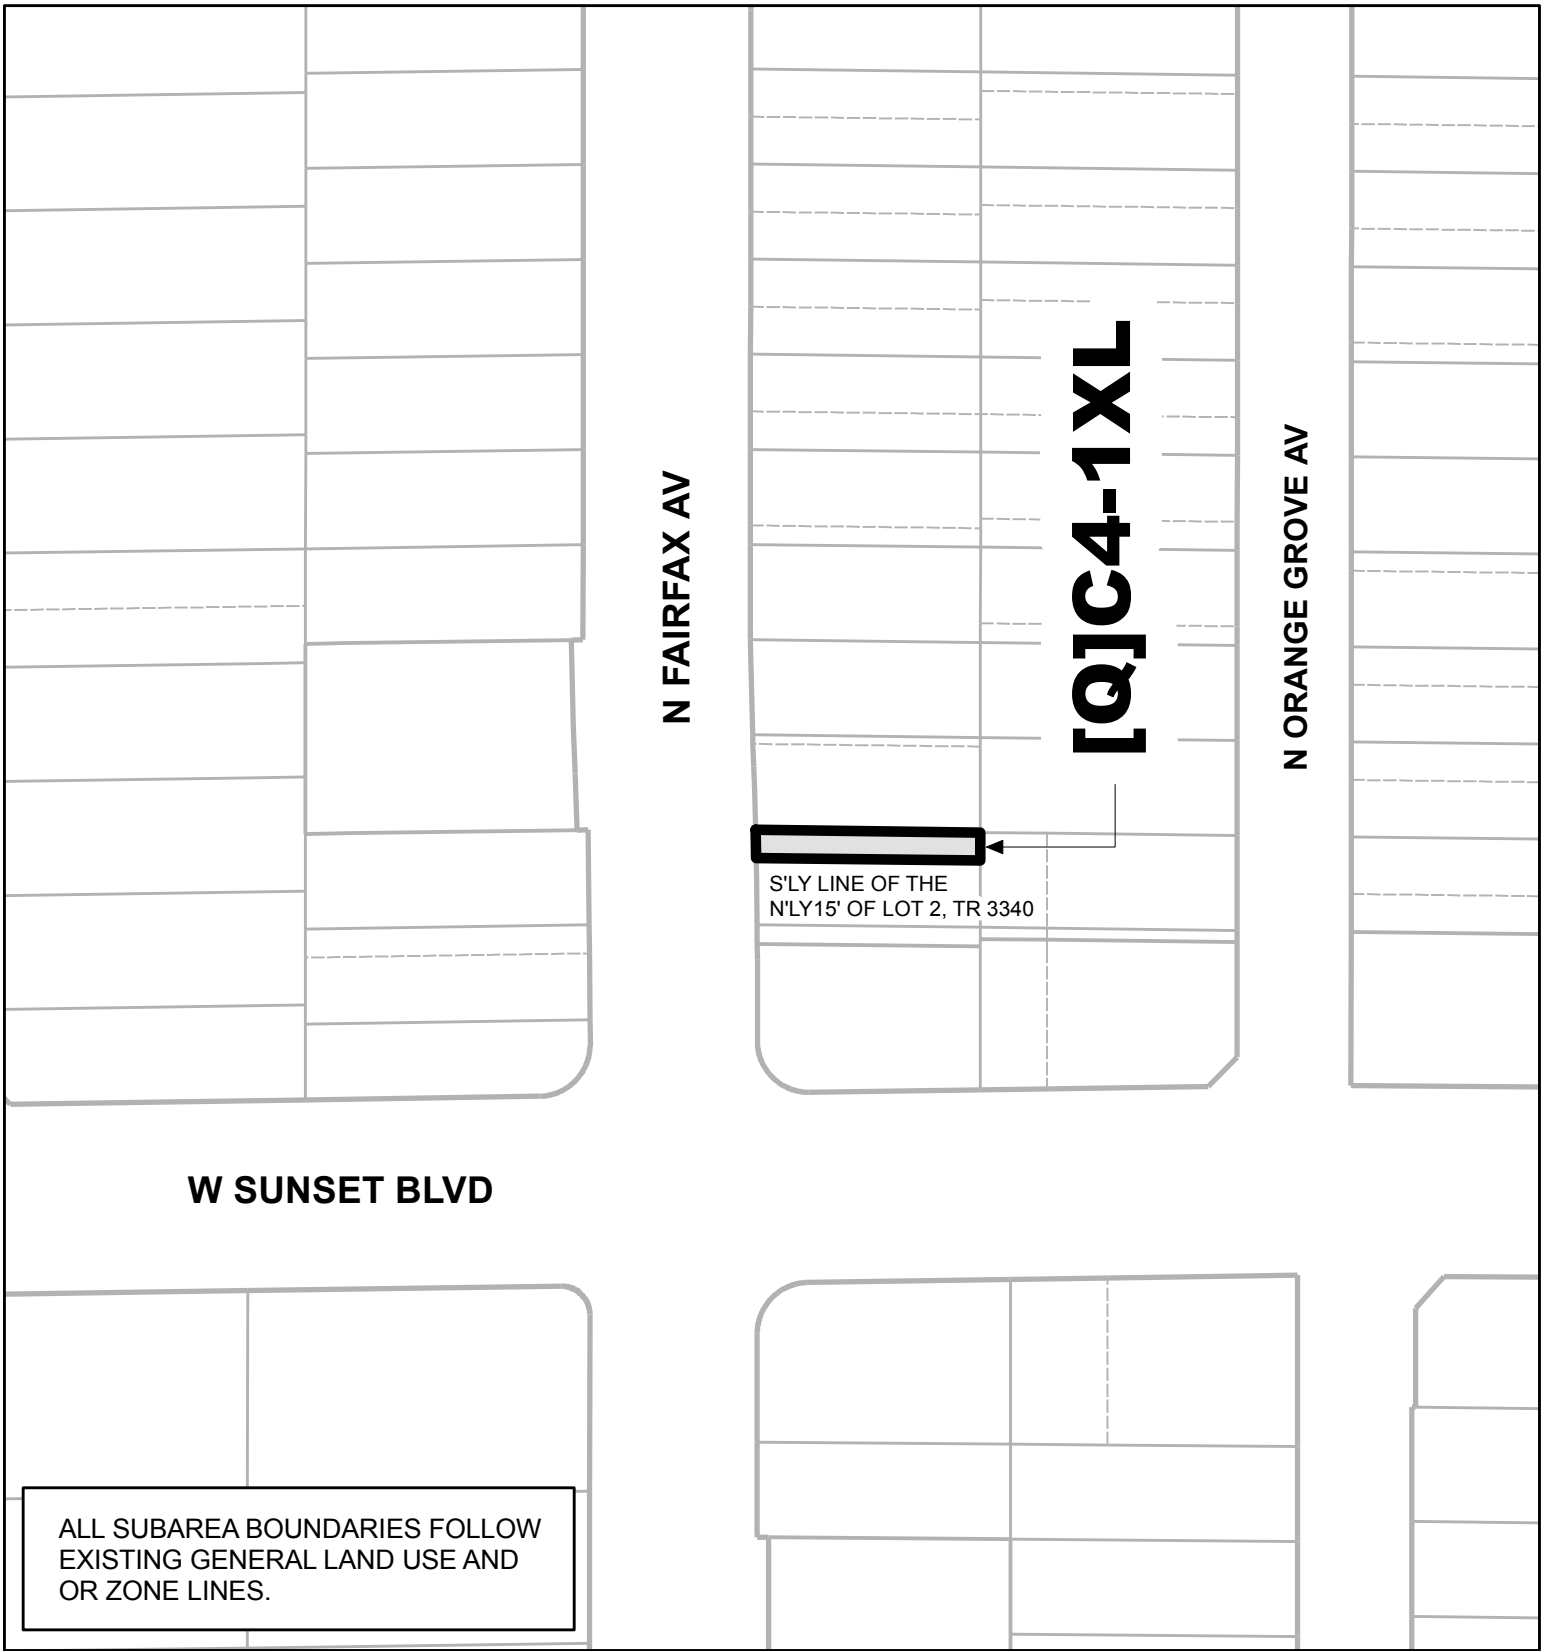 N FAIRFAX AV
[Q]C4-1XL
N ORANGE GROVE AV
S'LY LINE OF THE
N'LY15' OF LOT 2, TR 3340
W SUNSET BLVD
ALL SUBAREA BOUNDARIES FOLLOW
EXISTING GENERAL LAND USE AND
OR ZONE LINES.